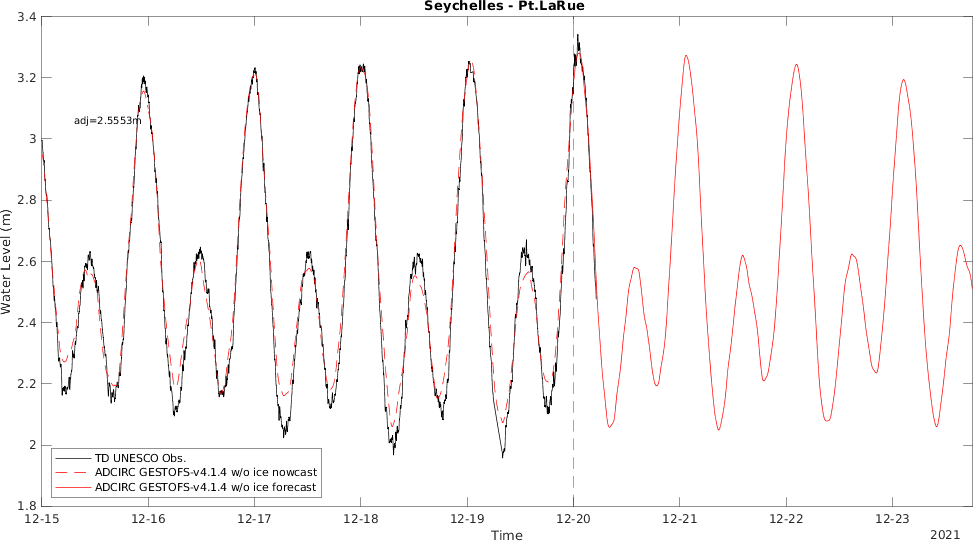 Seychelles - Pt.LaRue
3.4
3.2
adj=2.5553m
3
2.8
Water Level (m)
2.6
2.4
2.2
2
1.8
TD UNESCO Obs.
ADCIRC GESTOFS-v4.1.4 w/o ice nowcast
ADCIRC GESTOFS-v4.1.4 w/o ice forecast
12-15 12-16 12-17 12-18 12-19 12-20 12-21 12-22 12-23
Time
2021